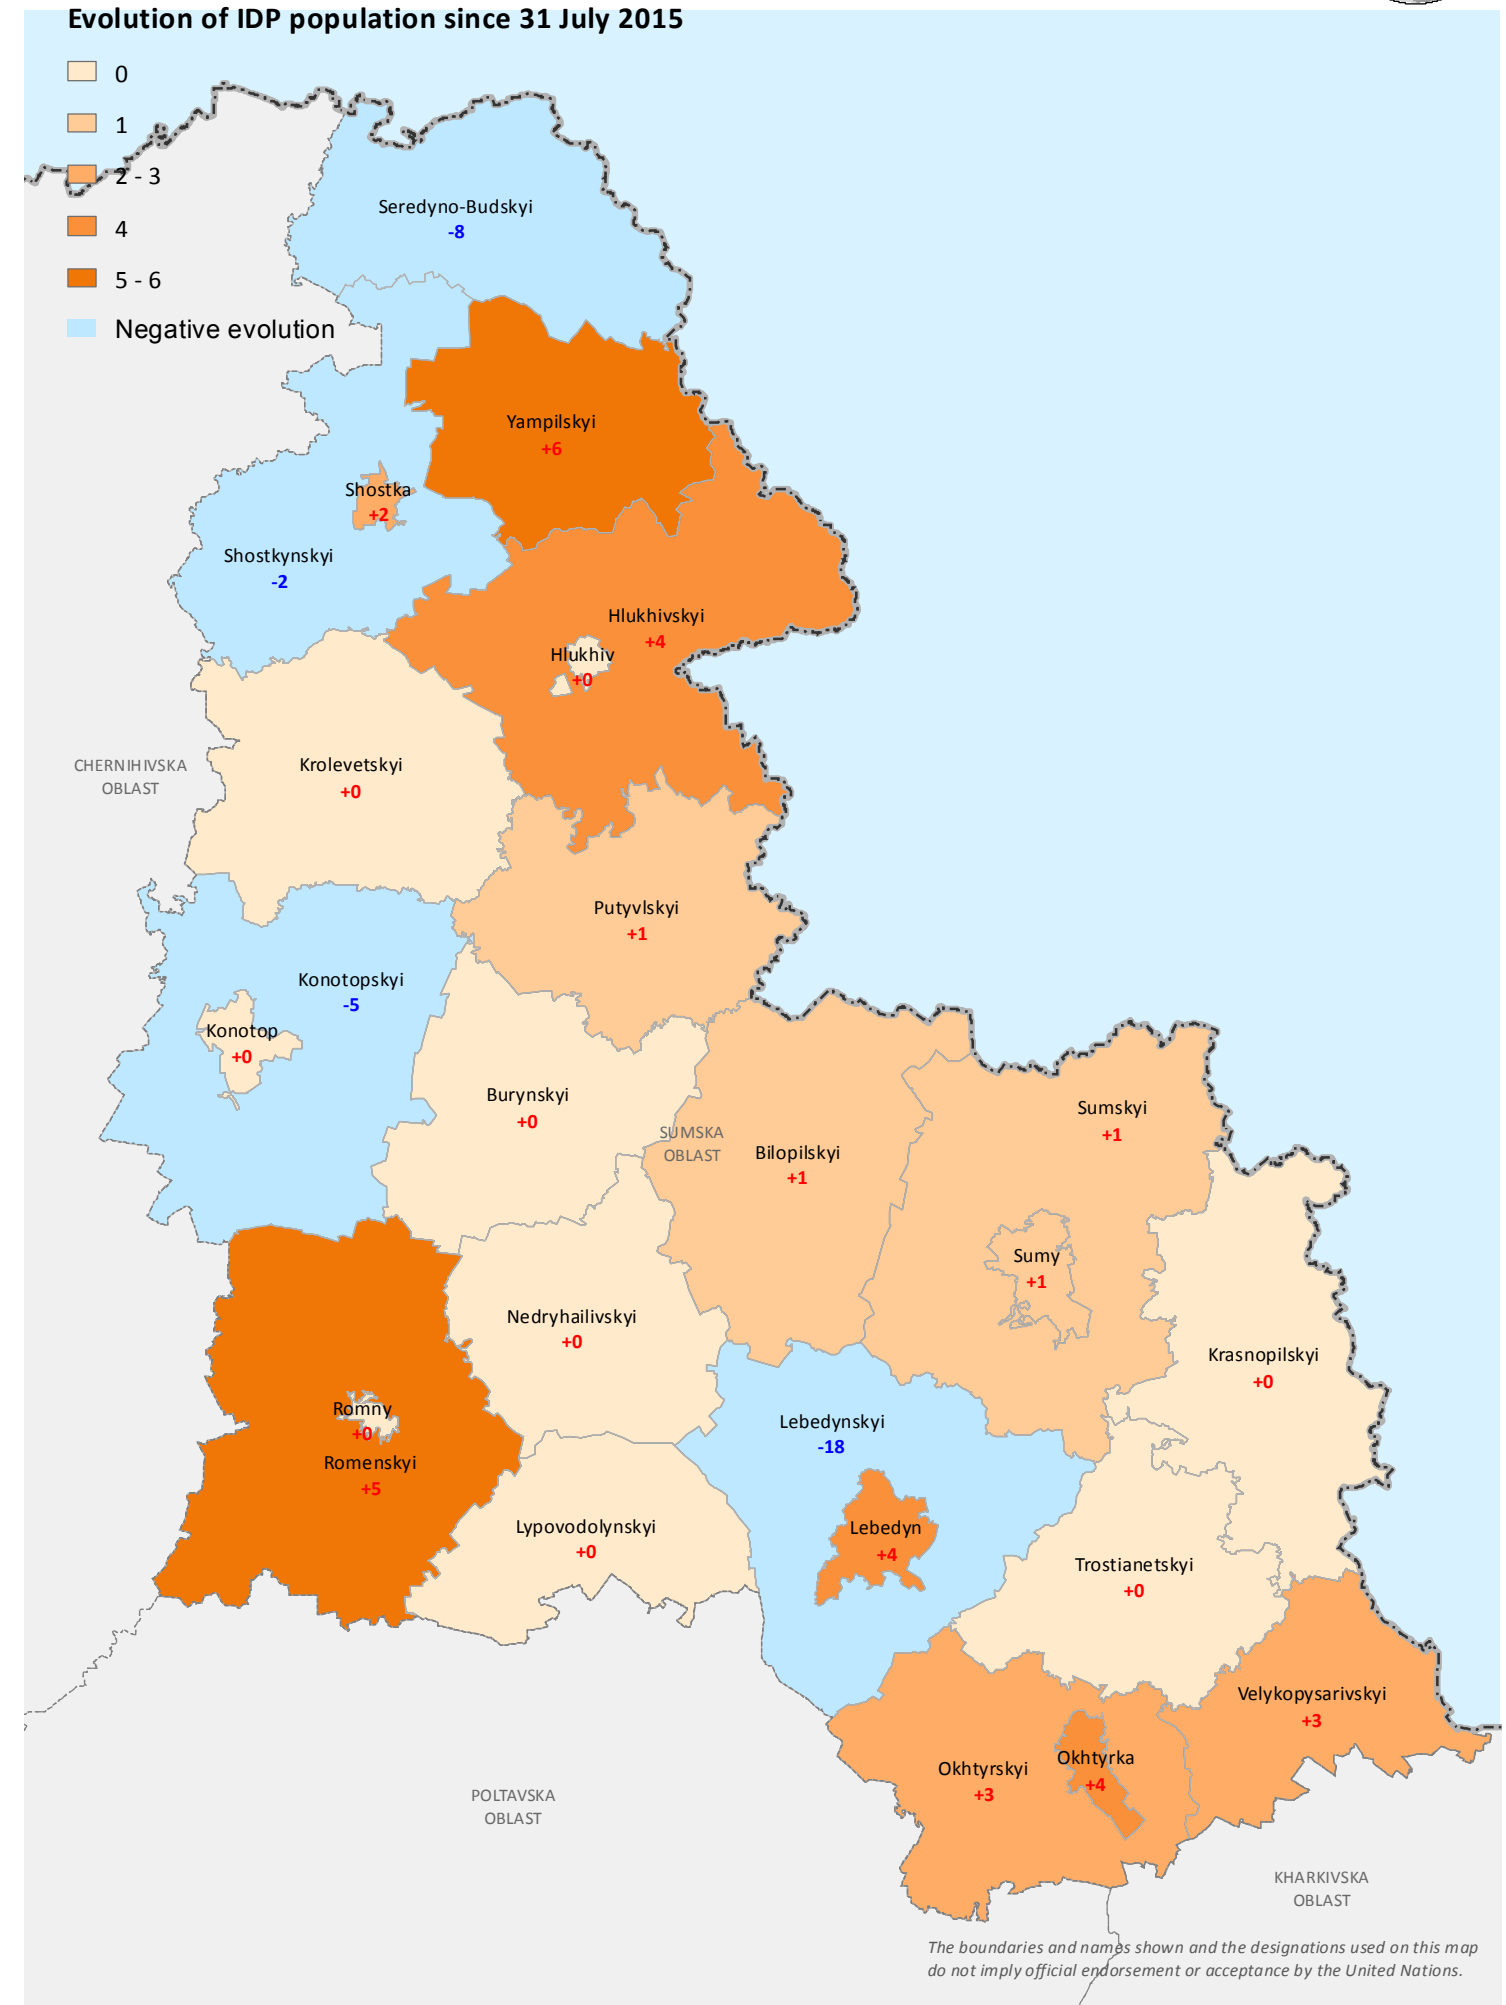 Evolution of IDP population since 31 July 2015
0
1
2 - 3
4
5 - 6
Negative evolution
Seredyno-Budskyi
-8
Yampilskyi
+6
Shostka
+2
Shostkynskyi
-2
Hlukhivskyi
+4
Hlukhiv
+0
CHERNIHIVSKA
OBLAST
Krolevetskyi
+0
Putyvlskyi
+1
Konotopskyi
-5
Konotop
+0
Burynskyi
+0
SUMSKA
OBLAST
Bilopilskyi
+1
Sumskyi
+1
Sumy
+1
Nedryhailivskyi
+0
Krasnopilskyi
+0
Romny
+0
Romenskyi
+5
Lebedynskyi
-18
Lebedyn
+4
Lypovodolynskyi
+0
Trostianetskyi
+0
Velykopysarivskyi
+3
Okhtyrskyi
+3
Okhtyrka
+4
POLTAVSKA
OBLAST
KHARKIVSKA
OBLAST
The boundaries and names shown and the designations used on this map
do not imply official endorsement or acceptance by the United Nations.